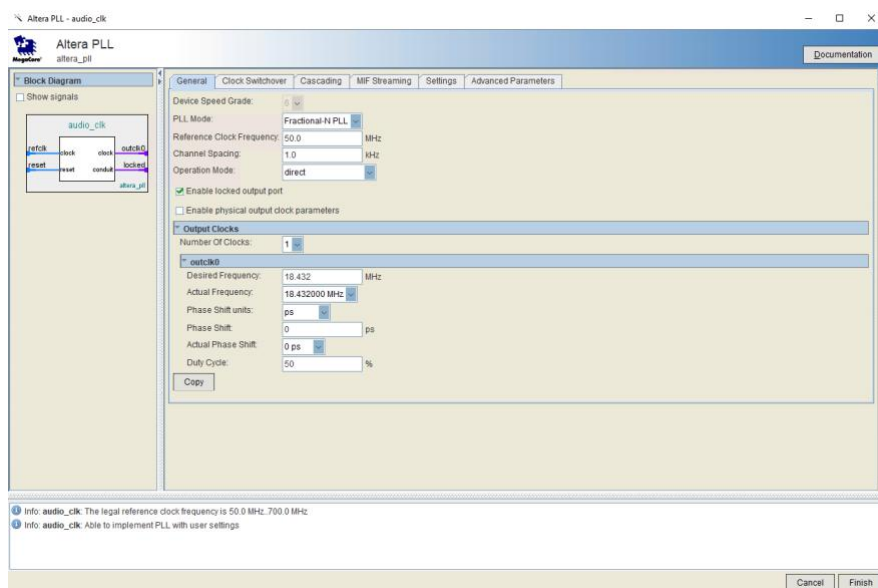 Altera PLL - audio_clk
Altera PLL
altera_pll
MegaCore®
Documentation
Block Diagram
Show signals
audio_clk
refclk
clock
clock
outclk0
reset
reset
conduit
locked
altera_pll
General Clock Switchover Cascading MIF Streaming Settings Advanced Parameters
Device Speed Grade: 6
PLL Mode: Fractional-N PLL
Reference Clock Frequency: 50.0 MHz
Channel Spacing: 1.0 kHz
Operation Mode: direct
Enable locked output port
Enable physical output clock parameters
Output Clocks
Number Of Clocks: 1
outclk0
Desired Frequency: 18.432 MHz
Actual Frequency: 18.432000 MHz
Phase Shift units: ps
Phase Shift: 0 ps
Actual Phase Shift: 0 ps
Duty Cycle: 50 %
Copy
Info: audio_clk: The legal reference clock frequency is 50.0 MHz..700.0 MHz
Info: audio_clk: Able to implement PLL with user settings
Cancel Finish